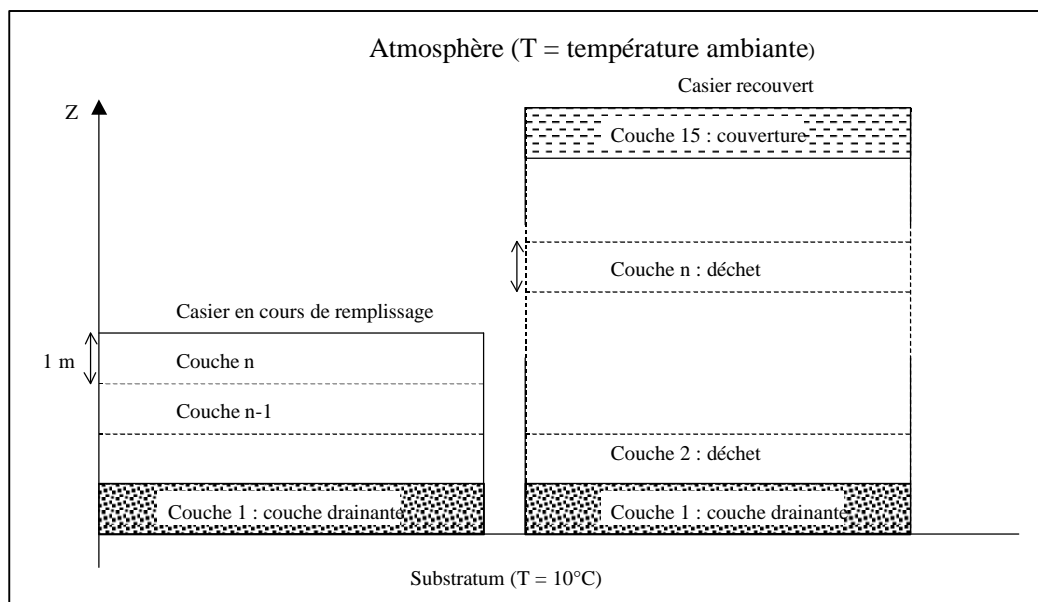 Atmosphère (T = température ambiante)
Casier recouvert
Z
Couche 15 : couverture
Couche n : déchet
Casier en cours de remplissage
1 m
Couche n
Couche n-1
Couche 2 : déchet
Couche 1 : couche drainante
Couche 1 : couche drainante
Substratum (T = 10°C)